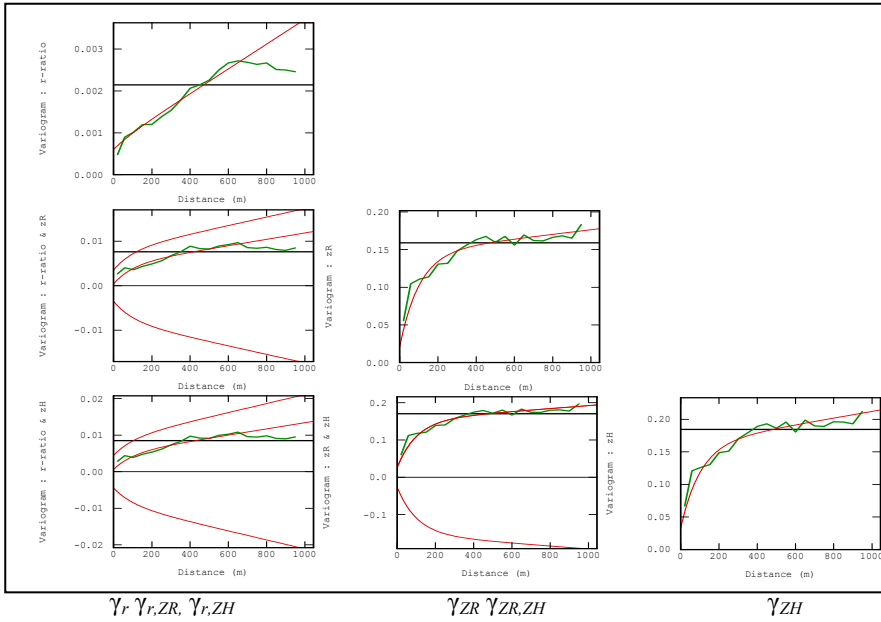 Variogram : r-ratio
0.003
0.002
0.001
0.000
0 200 400 600 800 1000
Distance (m)
Variogram : r-ratio & zR
0.01
0.00
-0.01
0 200 400 600 800 1000
Distance (m)
Variogram : zR
0.20
0.15
0.10
0.05
0.00
0 200 400 600 800 1000
Distance (m)
Variogram : r-ratio & zH
0.02
0.01
0.00
-0.01
-0.02
0 200 400 600 800 1000
Distance (m)
Variogram : zR & zH
0.2
0.1
0.0
-0.1
0 200 400 600 800 1000
Distance (m)
Variogram : zH
0.20
0.15
0.10
0.05
0.00
0 200 400 600 800 1000
Distance (m)
γr γr,ZR, γr,ZH
γZR γZR,ZH
γZH